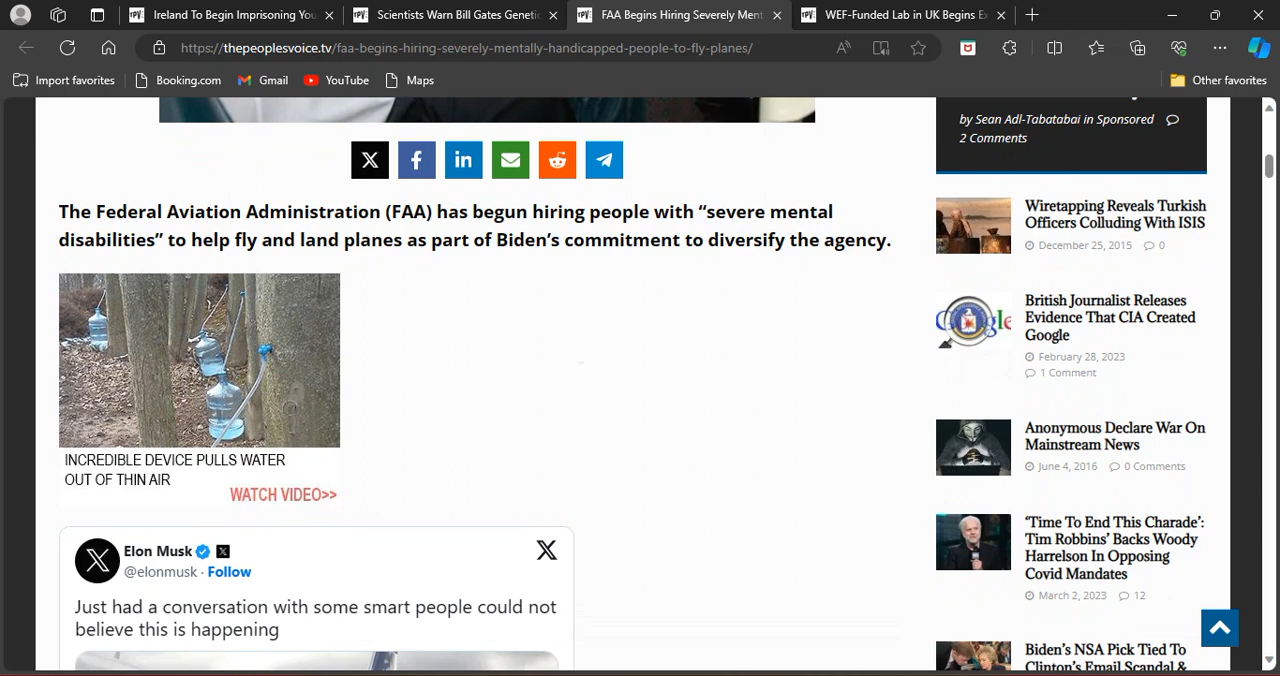 Ireland To Begin Imprisoning You
Scientists Warn Bill Gates Geneti
FAA Begins Hiring Severely Ment
WEF-Funded Lab in UK Begins E
https://thepeoplesvoice.tv/faa-begins-hiring-severely-mentally-handicapped-people-to-fly-planes/
Import favorites
Booking.com
Gmail
YouTube
Maps
Other favorites
The Federal Aviation Administration (FAA) has begun hiring people with “severe mental
disabilities” to help fly and land planes as part of Biden’s commitment to diversify the agency.
INCREDIBLE DEVICE PULLS WATER
OUT OF THIN AIR
WATCH VIDEO>>
Elon Musk
@elonmusk · Follow
Just had a conversation with some smart people could not
believe this is happening
by Sean Adl-Tabatabai in Sponsored
2 Comments
Wiretapping Reveals Turkish
Officers Colluding With ISIS
December 25, 2015 0
British Journalist Releases
Evidence That CIA Created
Google
February 28, 2023
1 Comment
Anonymous Declare War On
Mainstream News
June 4, 2016 0 Comments
‘Time To End This Charade’:
Tim Robbins’ Backs Woody
Harrelson In Opposing
Covid Mandates
March 2, 2023 12
Biden’s NSA Pick Tied To
Clinton’s Email Scandal &